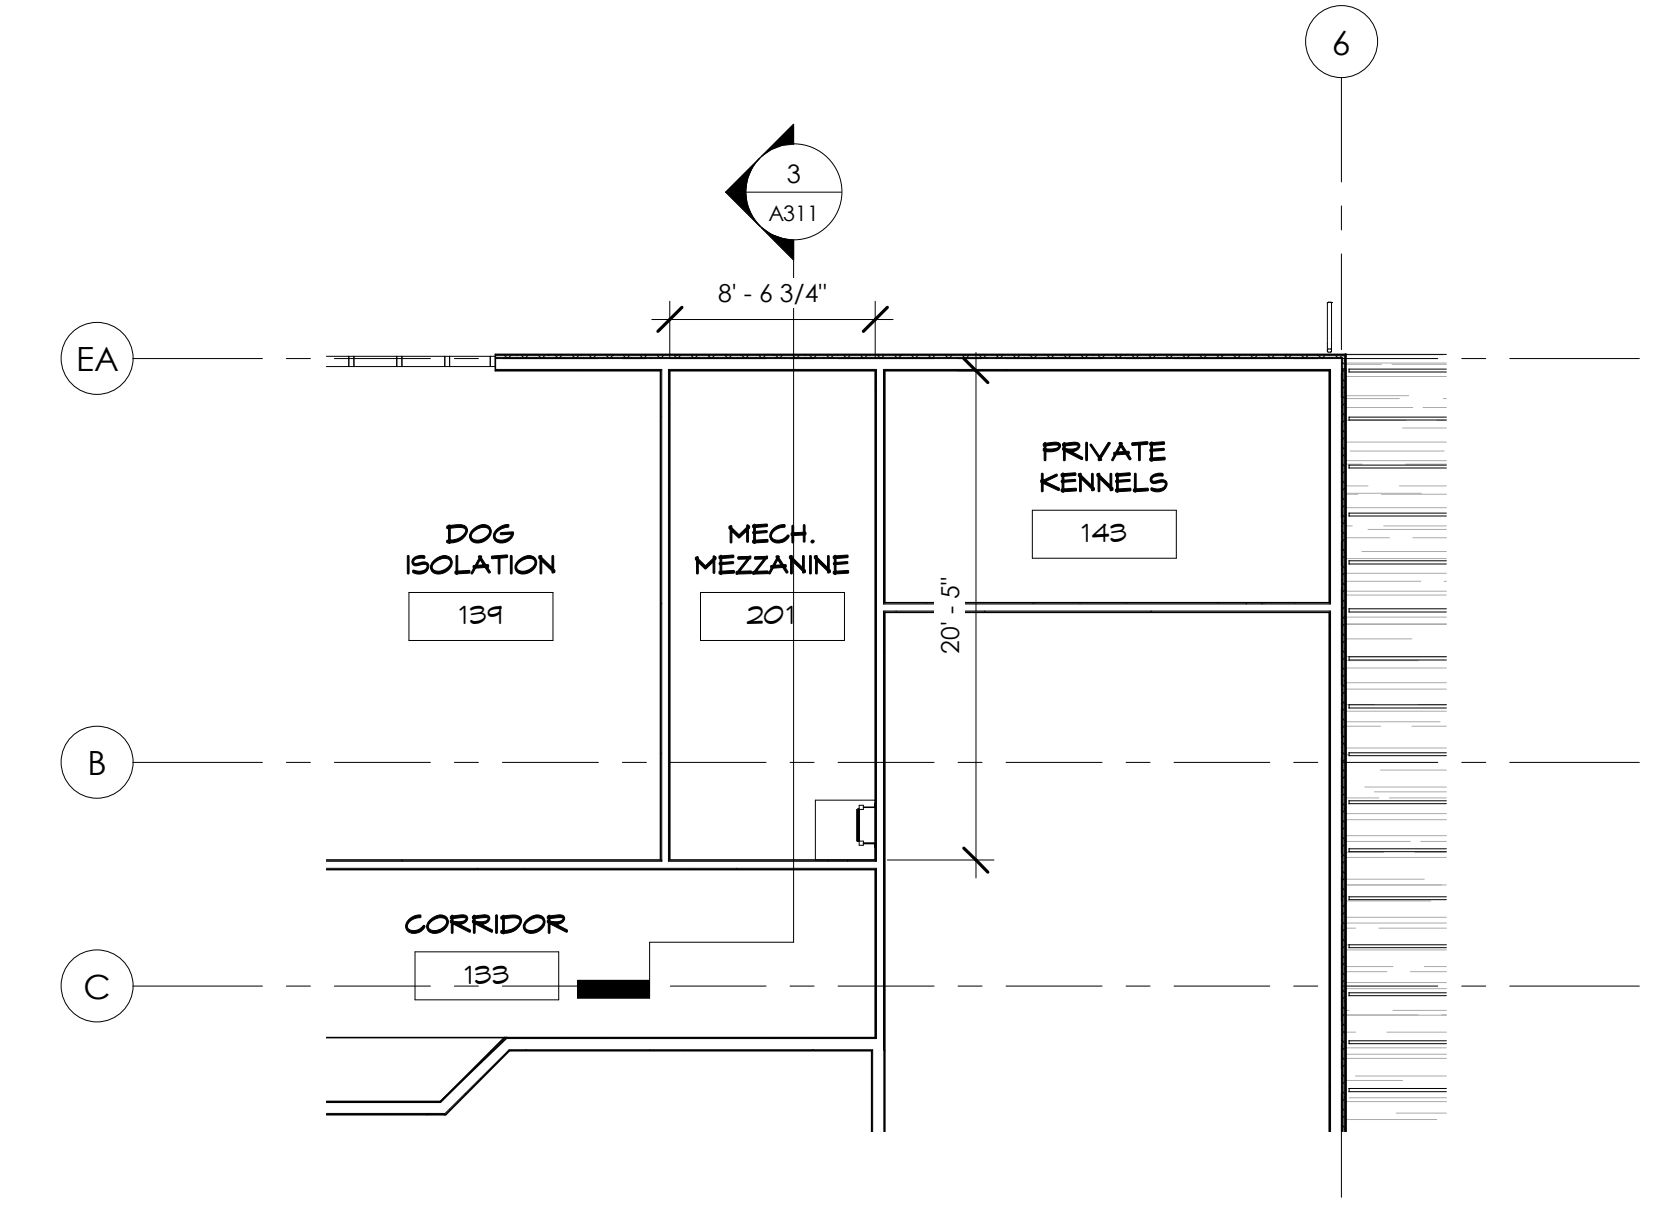 6
3
A311
8' - 6 3/4"
EA
PRIVATE
KENNELS
143
DOG
ISOLATION
139
MECH.
MEZZANINE
201
20' - 5"
B
CORRIDOR
133
C